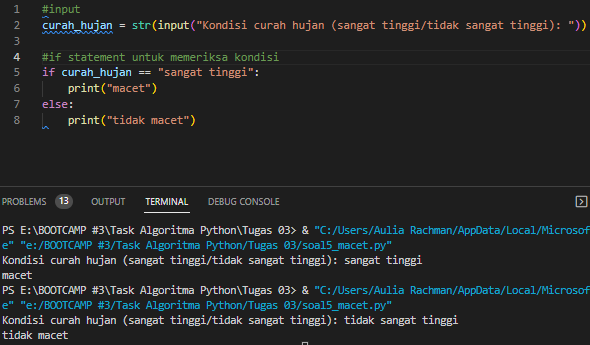 1 #input
2 curah_hujan = str(input("Kondisi curah hujan (sangat tinggi/tidak sangat tinggi): "))
3
4 #if statement untuk memeriksa kondisi
5 if curah_hujan == "sangat tinggi":
6 print("macet")
7 else:
8 print("tidak macet")
PROBLEMS 13 OUTPUT TERMINAL DEBUG CONSOLE
PS E:\BOOTCAMP #3\Task Algoritma Python\Tugas 03> & "C:/Users/Aulia Rachman/AppData/Local/Microsof
e" "e:/BOOTCAMP #3/Task Algoritma Python/Tugas 03/soal5_macet.py"
Kondisi curah hujan (sangat tinggi/tidak sangat tinggi): sangat tinggi
macet
PS E:\BOOTCAMP #3\Task Algoritma Python\Tugas 03> & "C:/Users/Aulia Rachman/AppData/Local/Microsof
e" "e:/BOOTCAMP #3/Task Algoritma Python/Tugas 03/soal5_macet.py"
Kondisi curah hujan (sangat tinggi/tidak sangat tinggi): tidak sangat tinggi
tidak macet